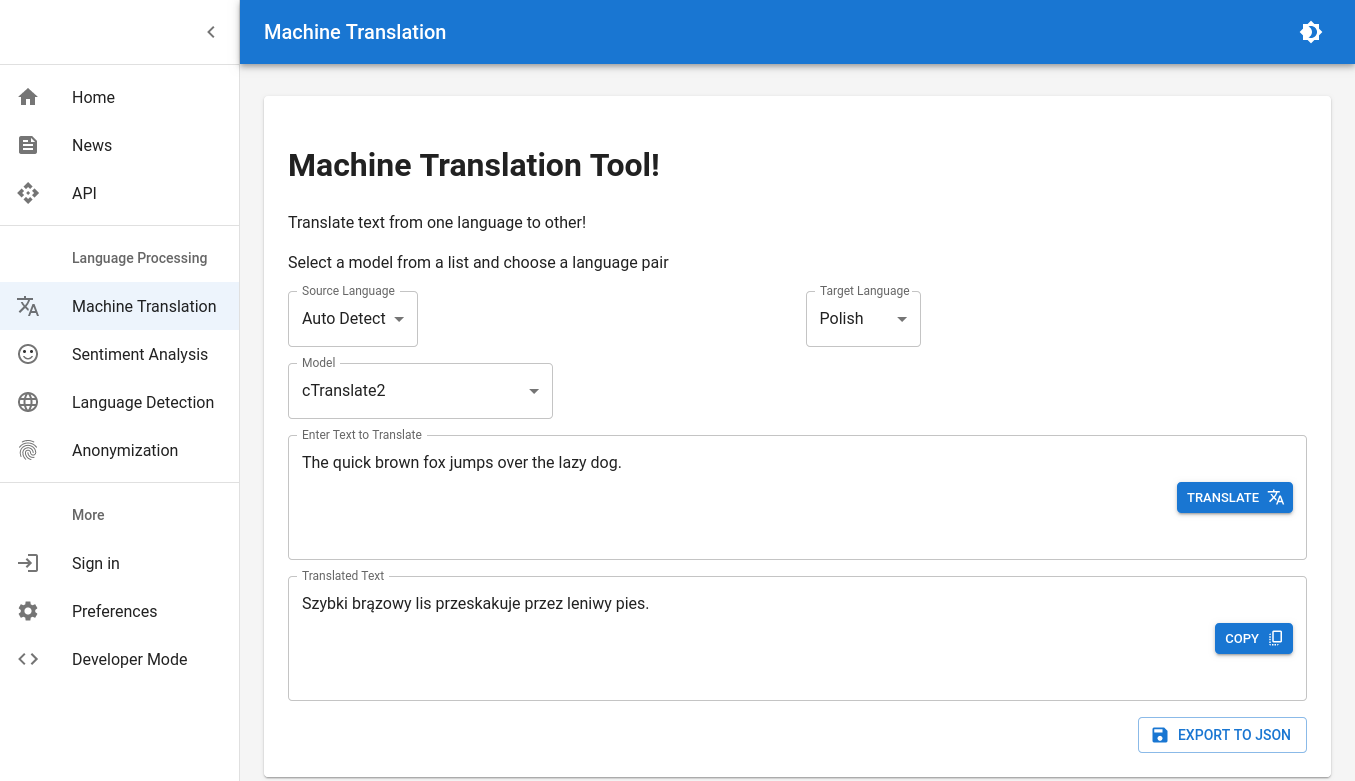 Machine Translation
Home
News
API
Language Processing
Machine Translation
Sentiment Analysis
Language Detection
Anonymization
More
Sign in
Preferences
Developer Mode
Machine Translation Tool!
Translate text from one language to other!
Select a model from a list and choose a language pair
Source Language
Auto Detect
Target Language
Polish
Model
cTranslate2
Enter Text to Translate
The quick brown fox jumps over the lazy dog.
TRANSLATE
Translated Text
Szybki brązowy lis przeskakuje przez leniwy pies.
COPY
EXPORT TO JSON